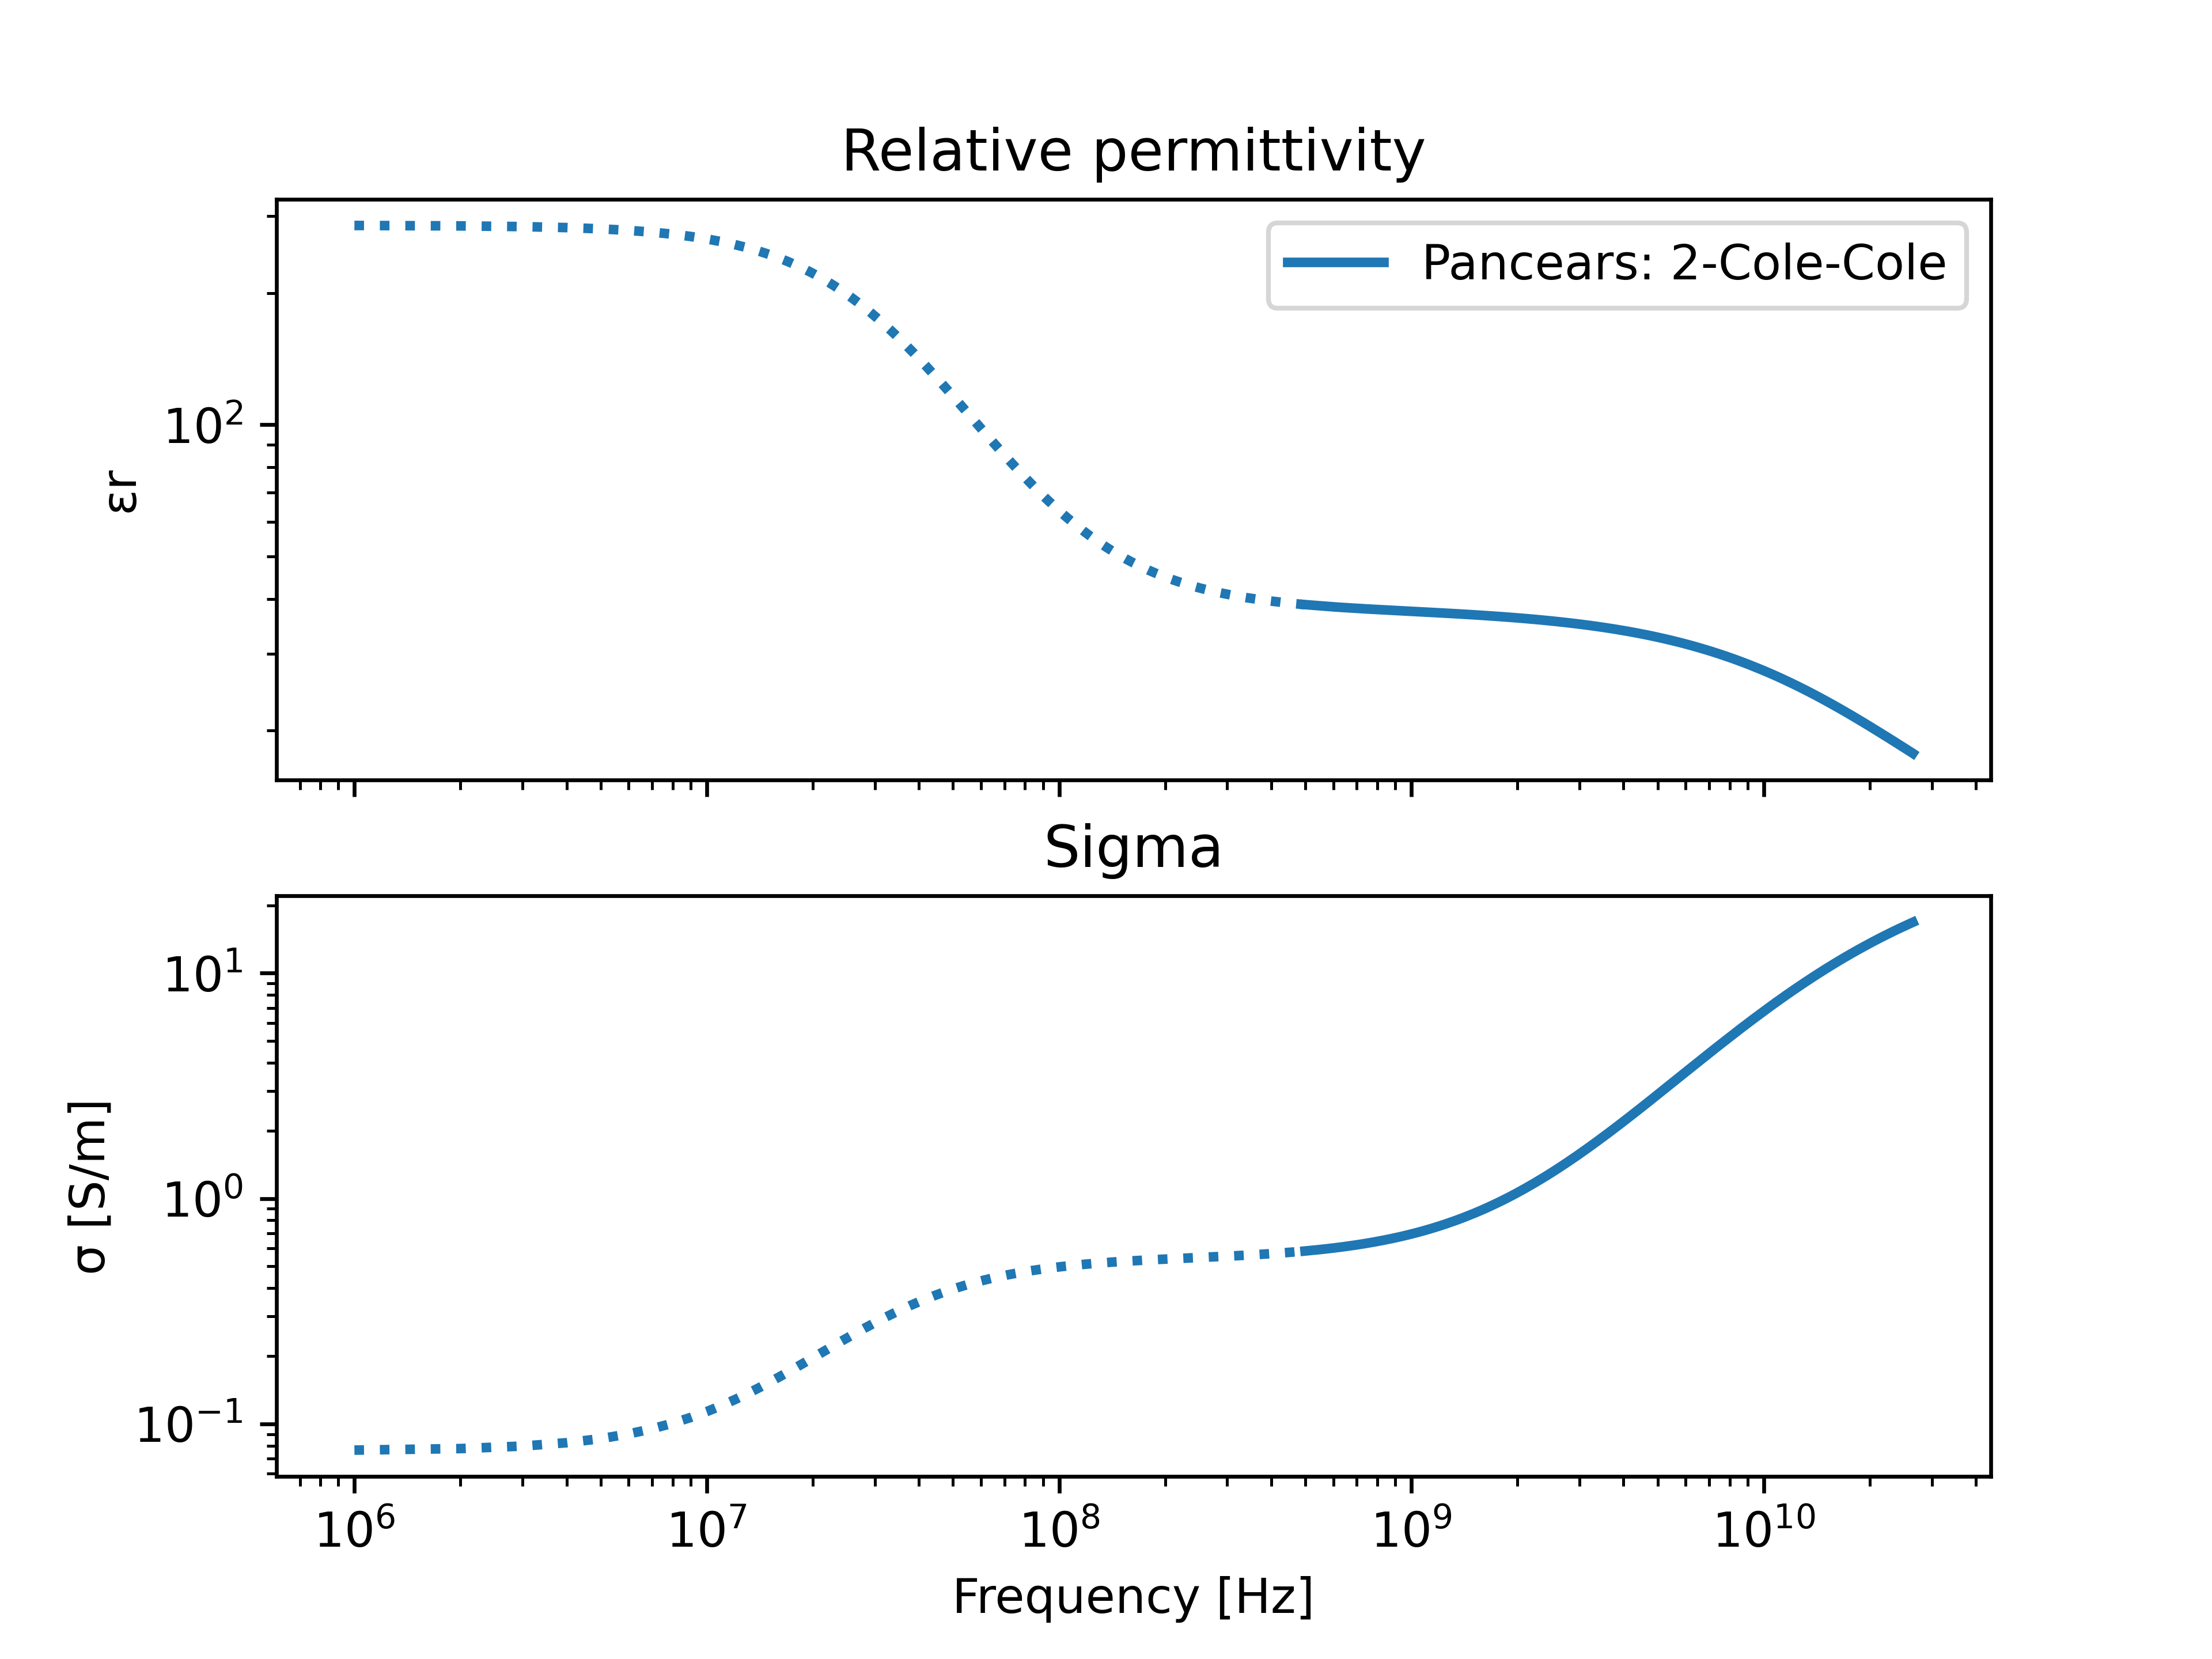 Relative permittivity
Pancears: 2-Cole-Cole
10²
εr
Sigma
10¹
10⁰
10⁻¹
σ [S/m]
10⁶ 10⁷ 10⁸ 10⁹ 10¹⁰
Frequency [Hz]